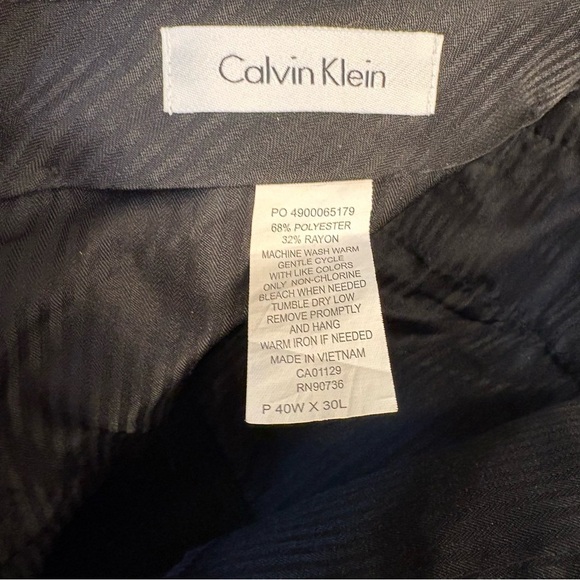 Calvin Klein
PO 4900065179
68% POLYESTER
32% RAYON
MACHINE WASH WARM
GENTLE CYCLE
WITH LIKE COLORS
ONLY NON-CHLORINE
BLEACH WHEN NEEDED
TUMBLE DRY LOW
REMOVE PROMPTLY
AND HANG
WARM IRON IF NEEDED
MADE IN VIETNAM
CA01129
RN90736
P 40W X 30L